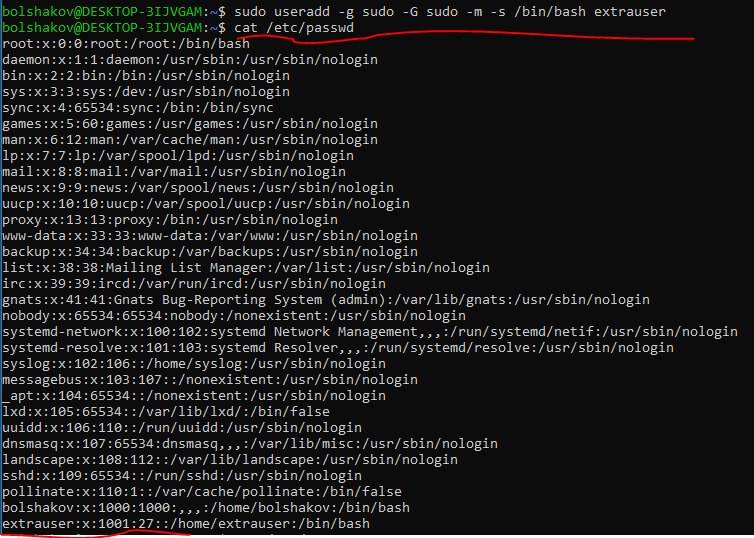 bolshakov@DESKTOP-3IJVGAM:~$ sudo useradd -g sudo -G sudo -m -s /bin/bash extrauser
bolshakov@DESKTOP-3IJVGAM:~$ cat /etc/passwd
root:x:0:0:root:/root:/bin/bash
daemon:x:1:1:daemon:/usr/sbin:/usr/sbin/nologin
bin:x:2:2:bin:/bin:/usr/sbin/nologin
sys:x:3:3:sys:/dev:/usr/sbin/nologin
sync:x:4:65534:sync:/bin:/bin/sync
games:x:5:60:games:/usr/games:/usr/sbin/nologin
man:x:6:12:man:/var/cache/man:/usr/sbin/nologin
lp:x:7:7:lp:/var/spool/lpd:/usr/sbin/nologin
mail:x:8:8:mail:/var/mail:/usr/sbin/nologin
news:x:9:9:news:/var/spool/news:/usr/sbin/nologin
uucp:x:10:10:uucp:/var/spool/uucp:/usr/sbin/nologin
proxy:x:13:13:proxy:/bin:/usr/sbin/nologin
www-data:x:33:33:www-data:/var/www:/usr/sbin/nologin
backup:x:34:34:backup:/var/backups:/usr/sbin/nologin
list:x:38:38:Mailing List Manager:/var/list:/usr/sbin/nologin
irc:x:39:39:ircd:/var/run/ircd:/usr/sbin/nologin
gnats:x:41:41:Gnats Bug-Reporting System (admin):/var/lib/gnats:/usr/sbin/nologin
nobody:x:65534:65534:nobody:/nonexistent:/usr/sbin/nologin
systemd-network:x:100:102:systemd Network Management,,,:/run/systemd/netif:/usr/sbin/nologin
systemd-resolve:x:101:103:systemd Resolver,,,:/run/systemd/resolve:/usr/sbin/nologin
syslog:x:102:106::/home/syslog:/usr/sbin/nologin
messagebus:x:103:107::/nonexistent:/usr/sbin/nologin
_apt:x:104:65534::/nonexistent:/usr/sbin/nologin
lxd:x:105:65534::/var/lib/lxd/:/bin/false
uuidd:x:106:110::/run/uuidd:/usr/sbin/nologin
dnsmasq:x:107:65534:dnsmasq,,,:/var/lib/misc:/usr/sbin/nologin
landscape:x:108:112::/var/lib/landscape:/usr/sbin/nologin
sshd:x:109:65534::/run/sshd:/usr/sbin/nologin
pollinate:x:110:1::/var/cache/pollinate:/bin/false
bolshakov:x:1000:1000:,,,:/home/bolshakov:/bin/bash
extrauser:x:1001:27::/home/extrauser:/bin/bash